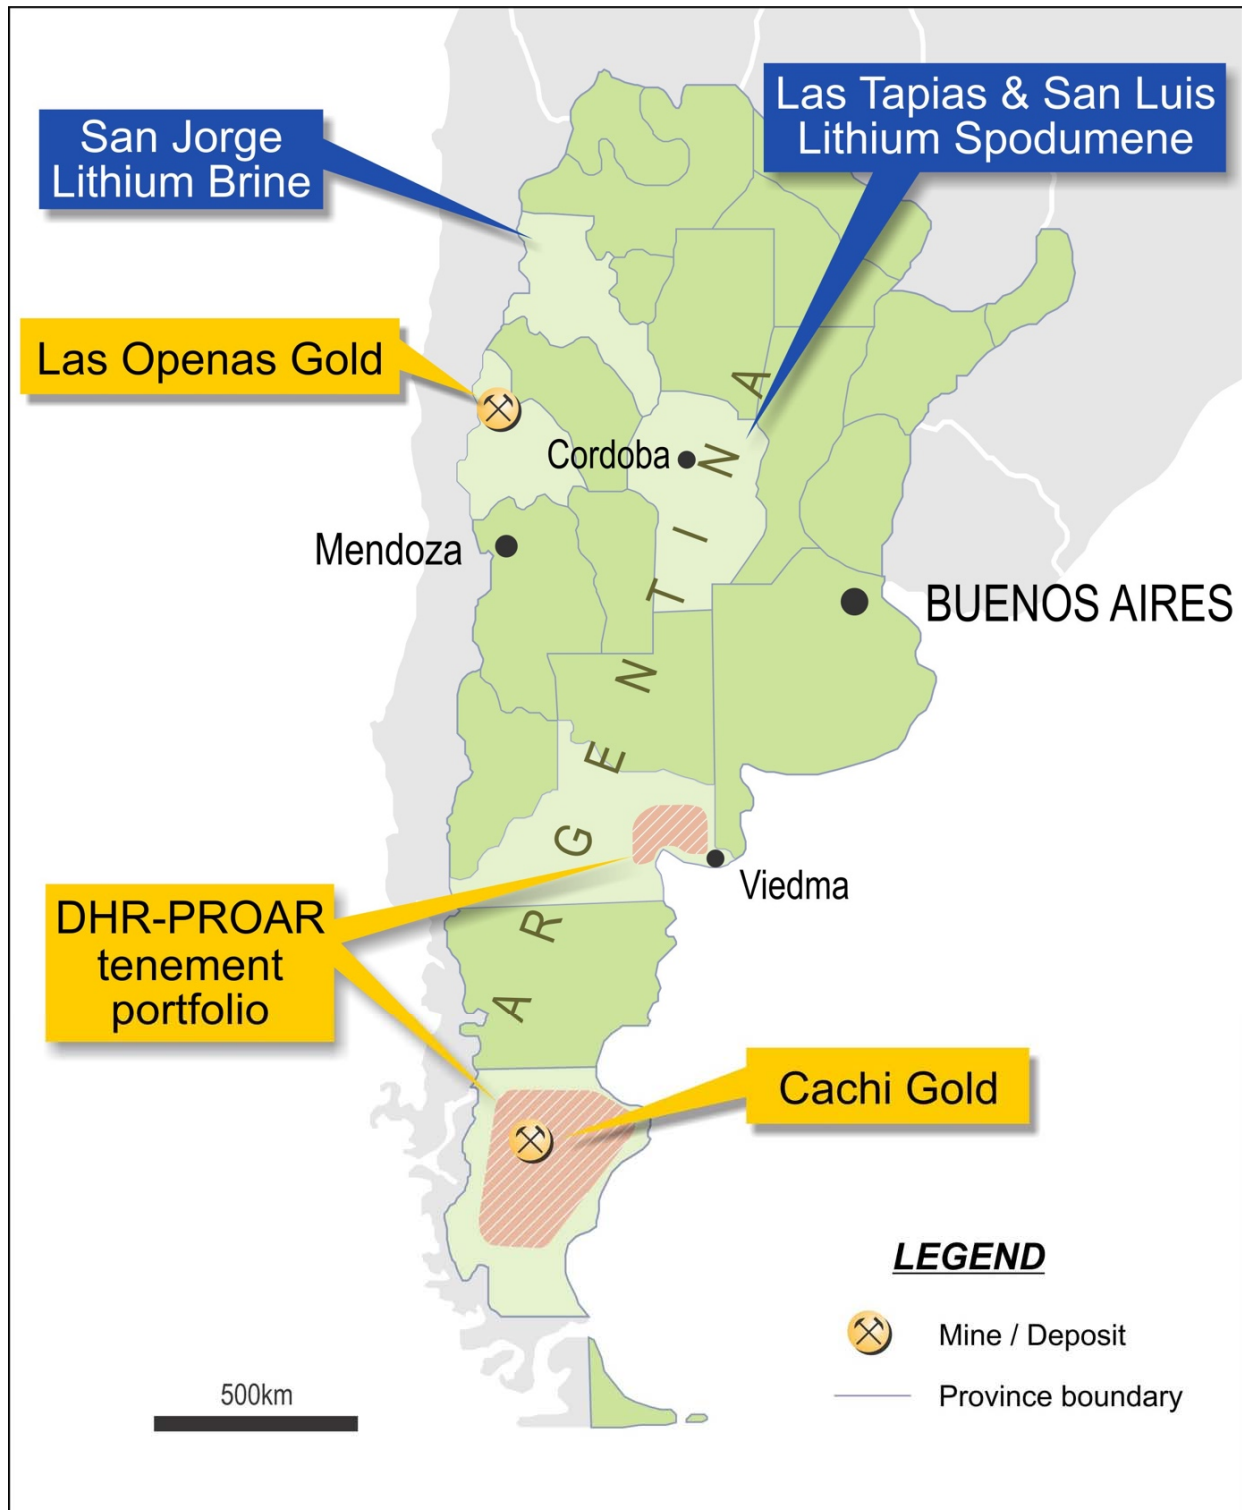 Las Tapias & San Luis
Lithium Spodumene
San Jorge
Lithium Brine
Las Openas Gold
Cordoba
Mendoza
BUENOS AIRES
ARGENTINA
Viedma
DHR-PROAR
tenement
portfolio
Cachi Gold
LEGEND
Mine / Deposit
Province boundary
500km